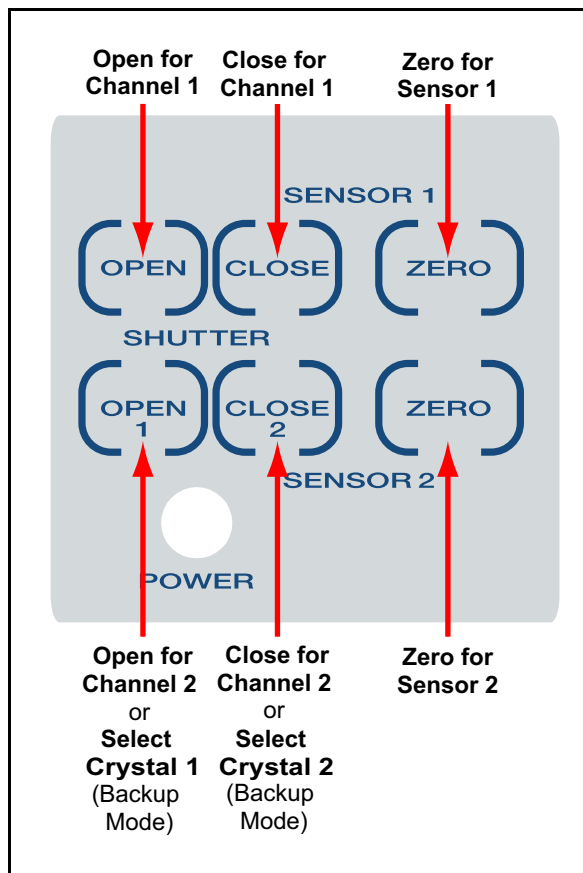 Open for
Channel 1
Close for
Channel 1
Zero for
Sensor 1
SENSOR 1
OPEN
CLOSE
ZERO
SHUTTER
OPEN
1
CLOSE
2
ZERO
SENSOR 2
POWER
Open for
Channel 2
or
Select
Crystal 1
(Backup
Mode)
Close for
Channel 2
or
Select
Crystal 2
(Backup
Mode)
Zero for
Sensor 2